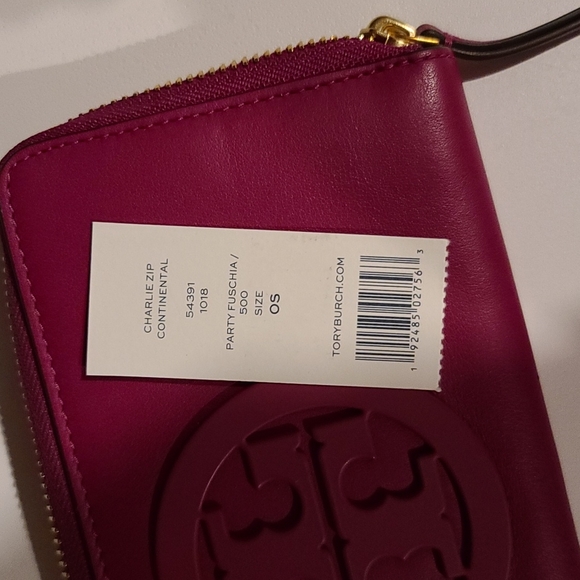 CHARLIE ZIP
CONTINENTAL
54391
1018
PARTY FUSCHIA /
500
SIZE
OS
TORYBURCH.COM
1 92485 02756 3